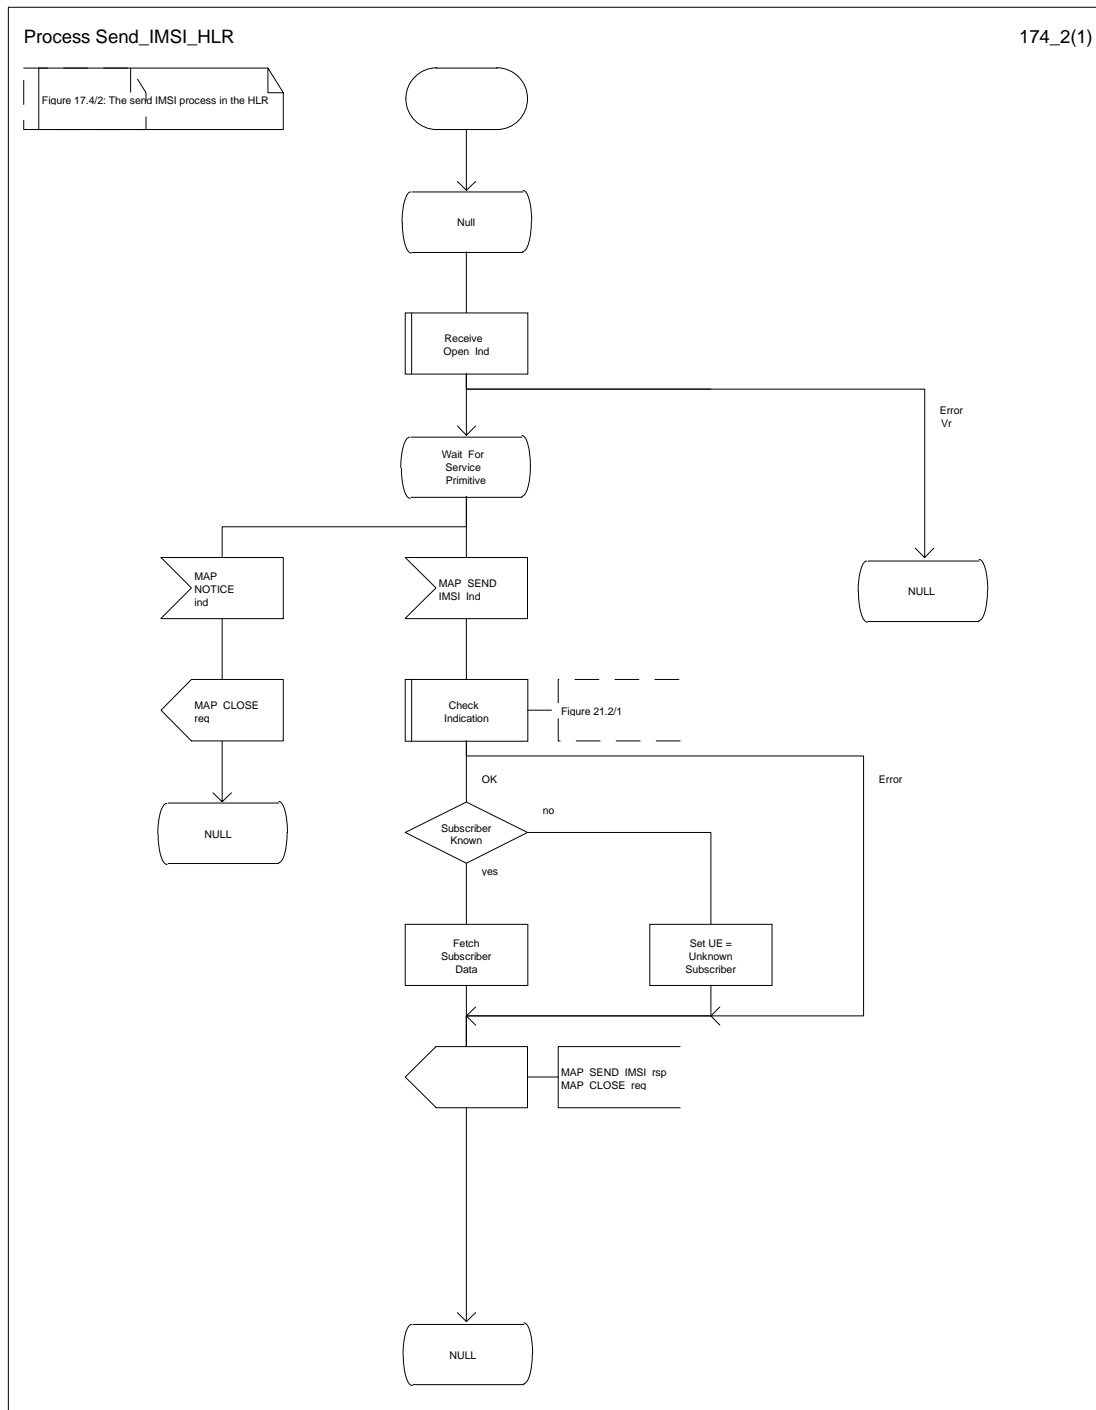 Process Send_IMSI_HLR
174_2(1)
Figure 17.4/2: The send IMSI process in the HLR
Null
Receive
Open Ind
Error
Vr
Wait For
Service
Primitive
MAP
NOTICE
ind
MAP SEND
IMSI Ind
NULL
MAP CLOSE
req
Check
Indication
Figure 21.2/1
OK
Error
NULL
Subscriber
Known
no
yes
Fetch
Subscriber
Data
Set UE =
Unknown
Subscriber
MAP SEND IMSI rsp
MAP CLOSE req
NULL